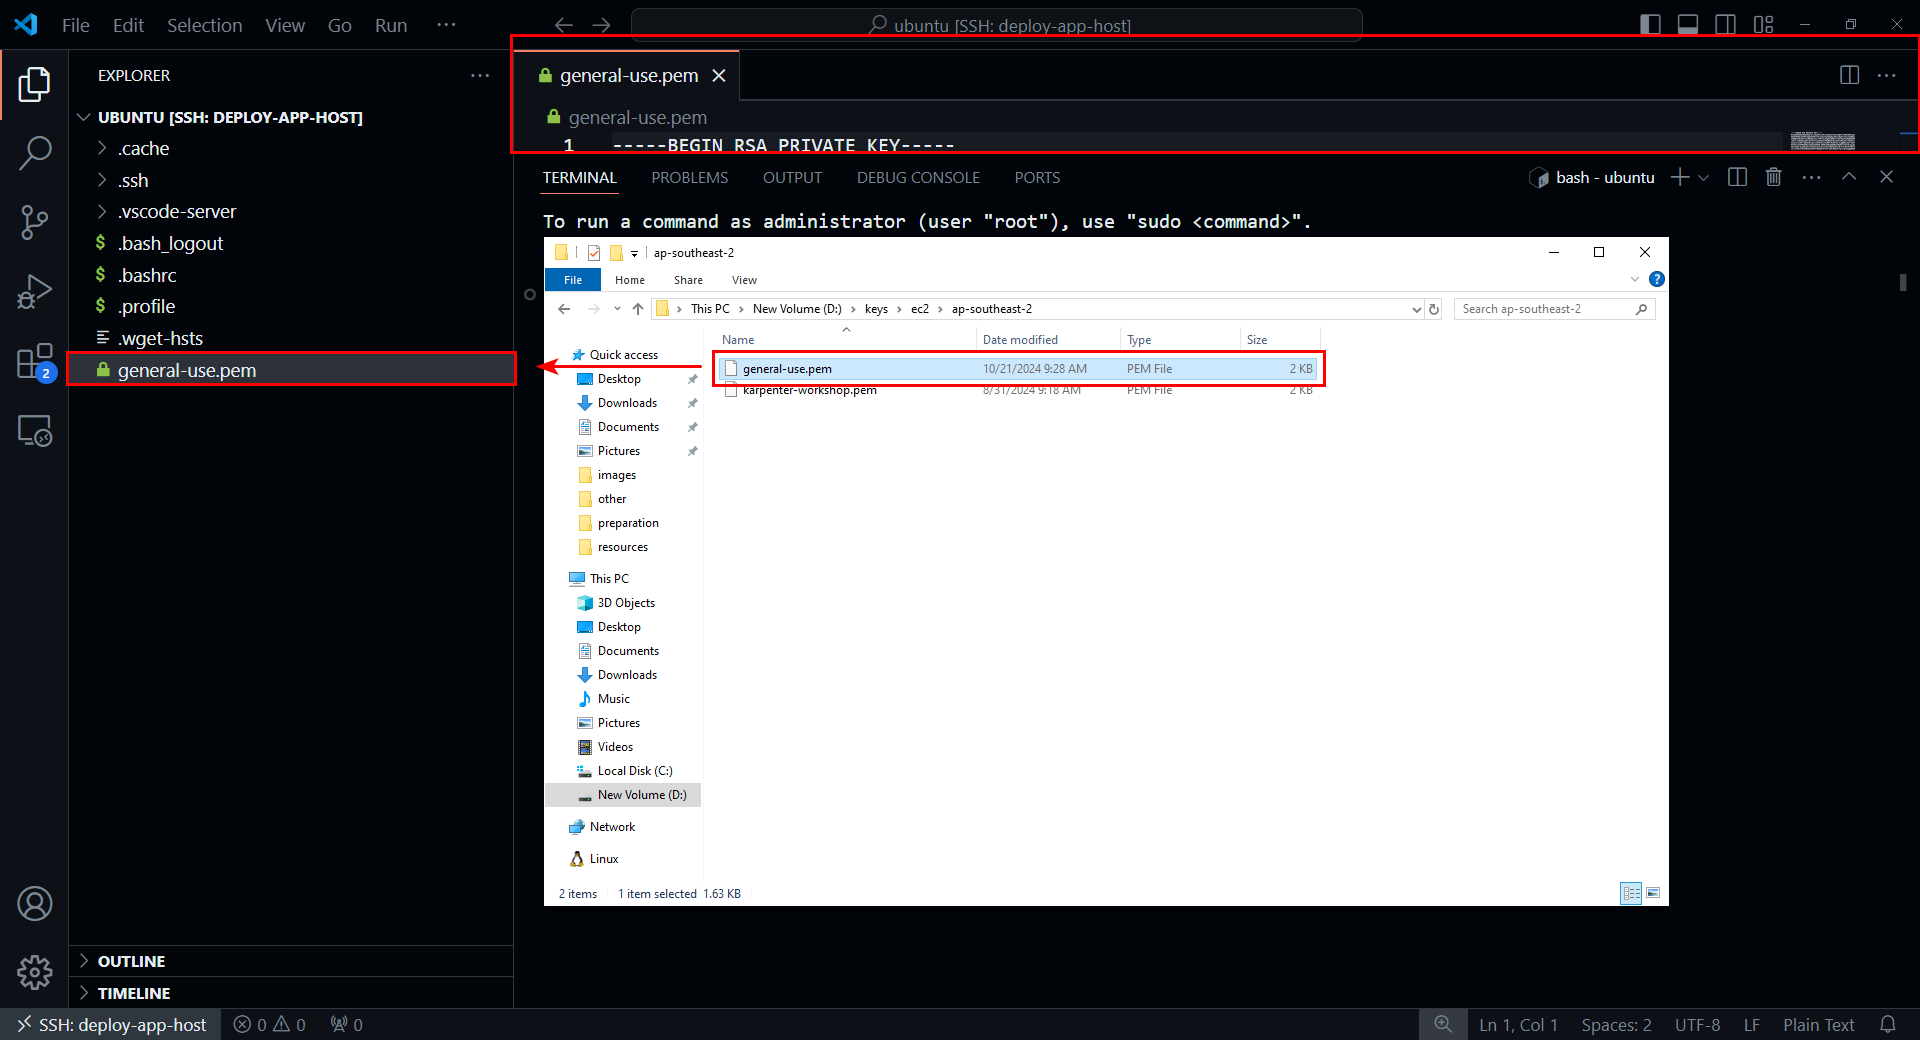 File Edit Selection View Go Run ···
ubuntu [SSH: deploy-app-host]
EXPLORER
UBUNTU [SSH: DEPLOY-APP-HOST]
.cache
.ssh
.vscode-server
$ .bash_logout
$ .bashrc
$ .profile
.wget-hsts
general-use.pem
2
OUTLINE
TIMELINE
general-use.pem
general-use.pem
1 -----BEGIN RSA PRIVATE KEY-----
TERMINAL PROBLEMS OUTPUT DEBUG CONSOLE PORTS
bash - ubuntu
To run a command as administrator (user "root"), use "sudo <command>".
ap-southeast-2
File Home Share View
This PC > New Volume (D:) > keys > ec2 > ap-southeast-2
Search ap-southeast-2
Name Date modified Type Size
general-use.pem 10/21/2024 9:28 AM PEM File 2 KB
karpenter-workshop.pem 8/31/2024 9:18 AM PEM File 2 KB
Quick access
Desktop
Downloads
Documents
Pictures
images
other
preparation
resources
This PC
3D Objects
Desktop
Documents
Downloads
Music
Pictures
Videos
Local Disk (C:)
New Volume (D:)
Network
Linux
2 items 1 item selected 1.63 KB
SSH: deploy-app-host 0 0 0
Ln 1, Col 1 Spaces: 2 UTF-8 LF Plain Text